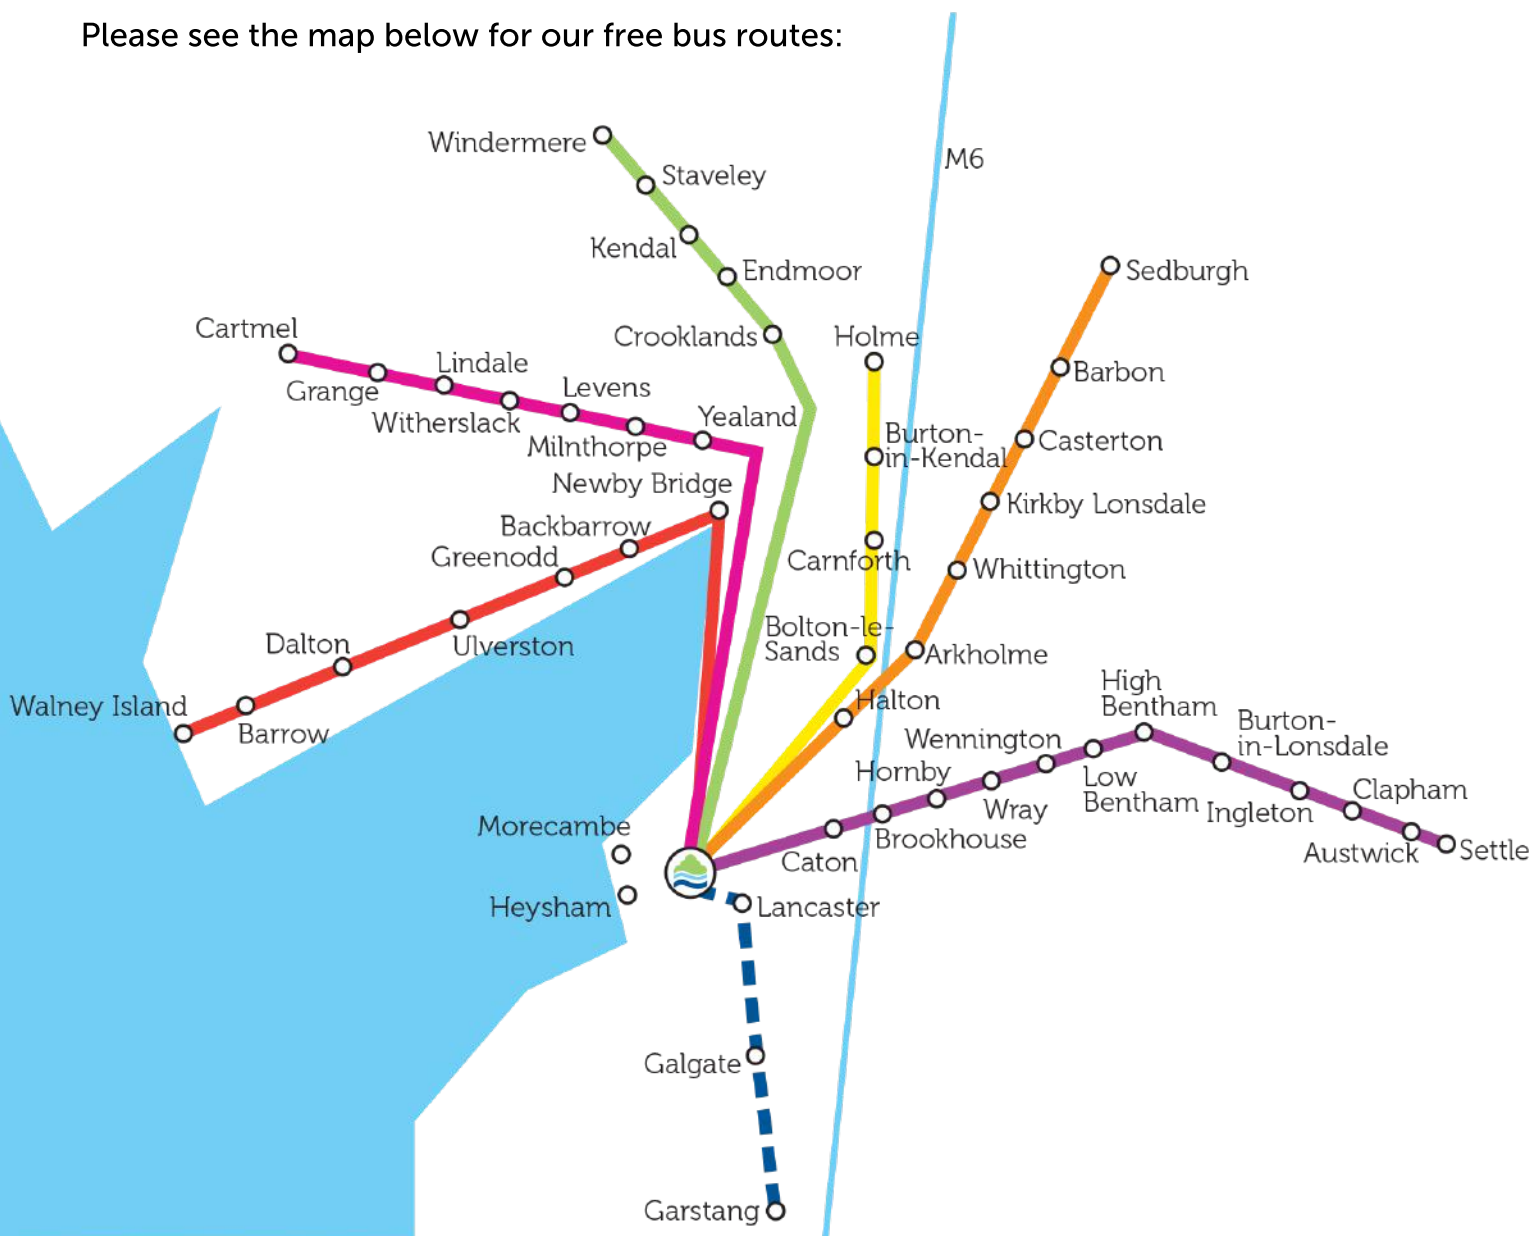 Please see the map below for our free bus routes:
M6
Windermere
Staveley
Kendal
Endmoor
Crooklands
Sedburgh
Cartmel
Holme
Grange
Lindale
Barbon
Witherslack
Levens
Milnthorpe
Yealand
Burton-
in-Kendal
Casterton
Newby Bridge
Kirkby Lonsdale
Backbarrow
Greenodd
Carnforth
Whittington
Dalton
Ulverston
Bolton-le-
Sands
Arkholme
Walney Island
Barrow
Halton
High
Bentham
Burton-
in-Lonsdale
Wennington
Hornby
Wray
Low
Bentham
Clapham
Ingleton
Morecambe
Brookhouse
Caton
Austwick
Settle
Heysham
Lancaster
Galgate
Garstang